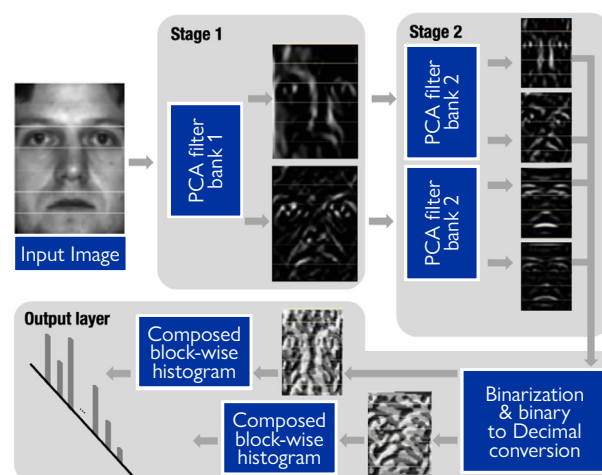 Stage 1
Stage 2
PCA filter
bank 1
PCA filter
bank 2
PCA filter
bank 2
Input Image
Output layer
Composed
block-wise
histogram
Composed
block-wise
histogram
...
Binarization
& binary
to Decimal
conversion